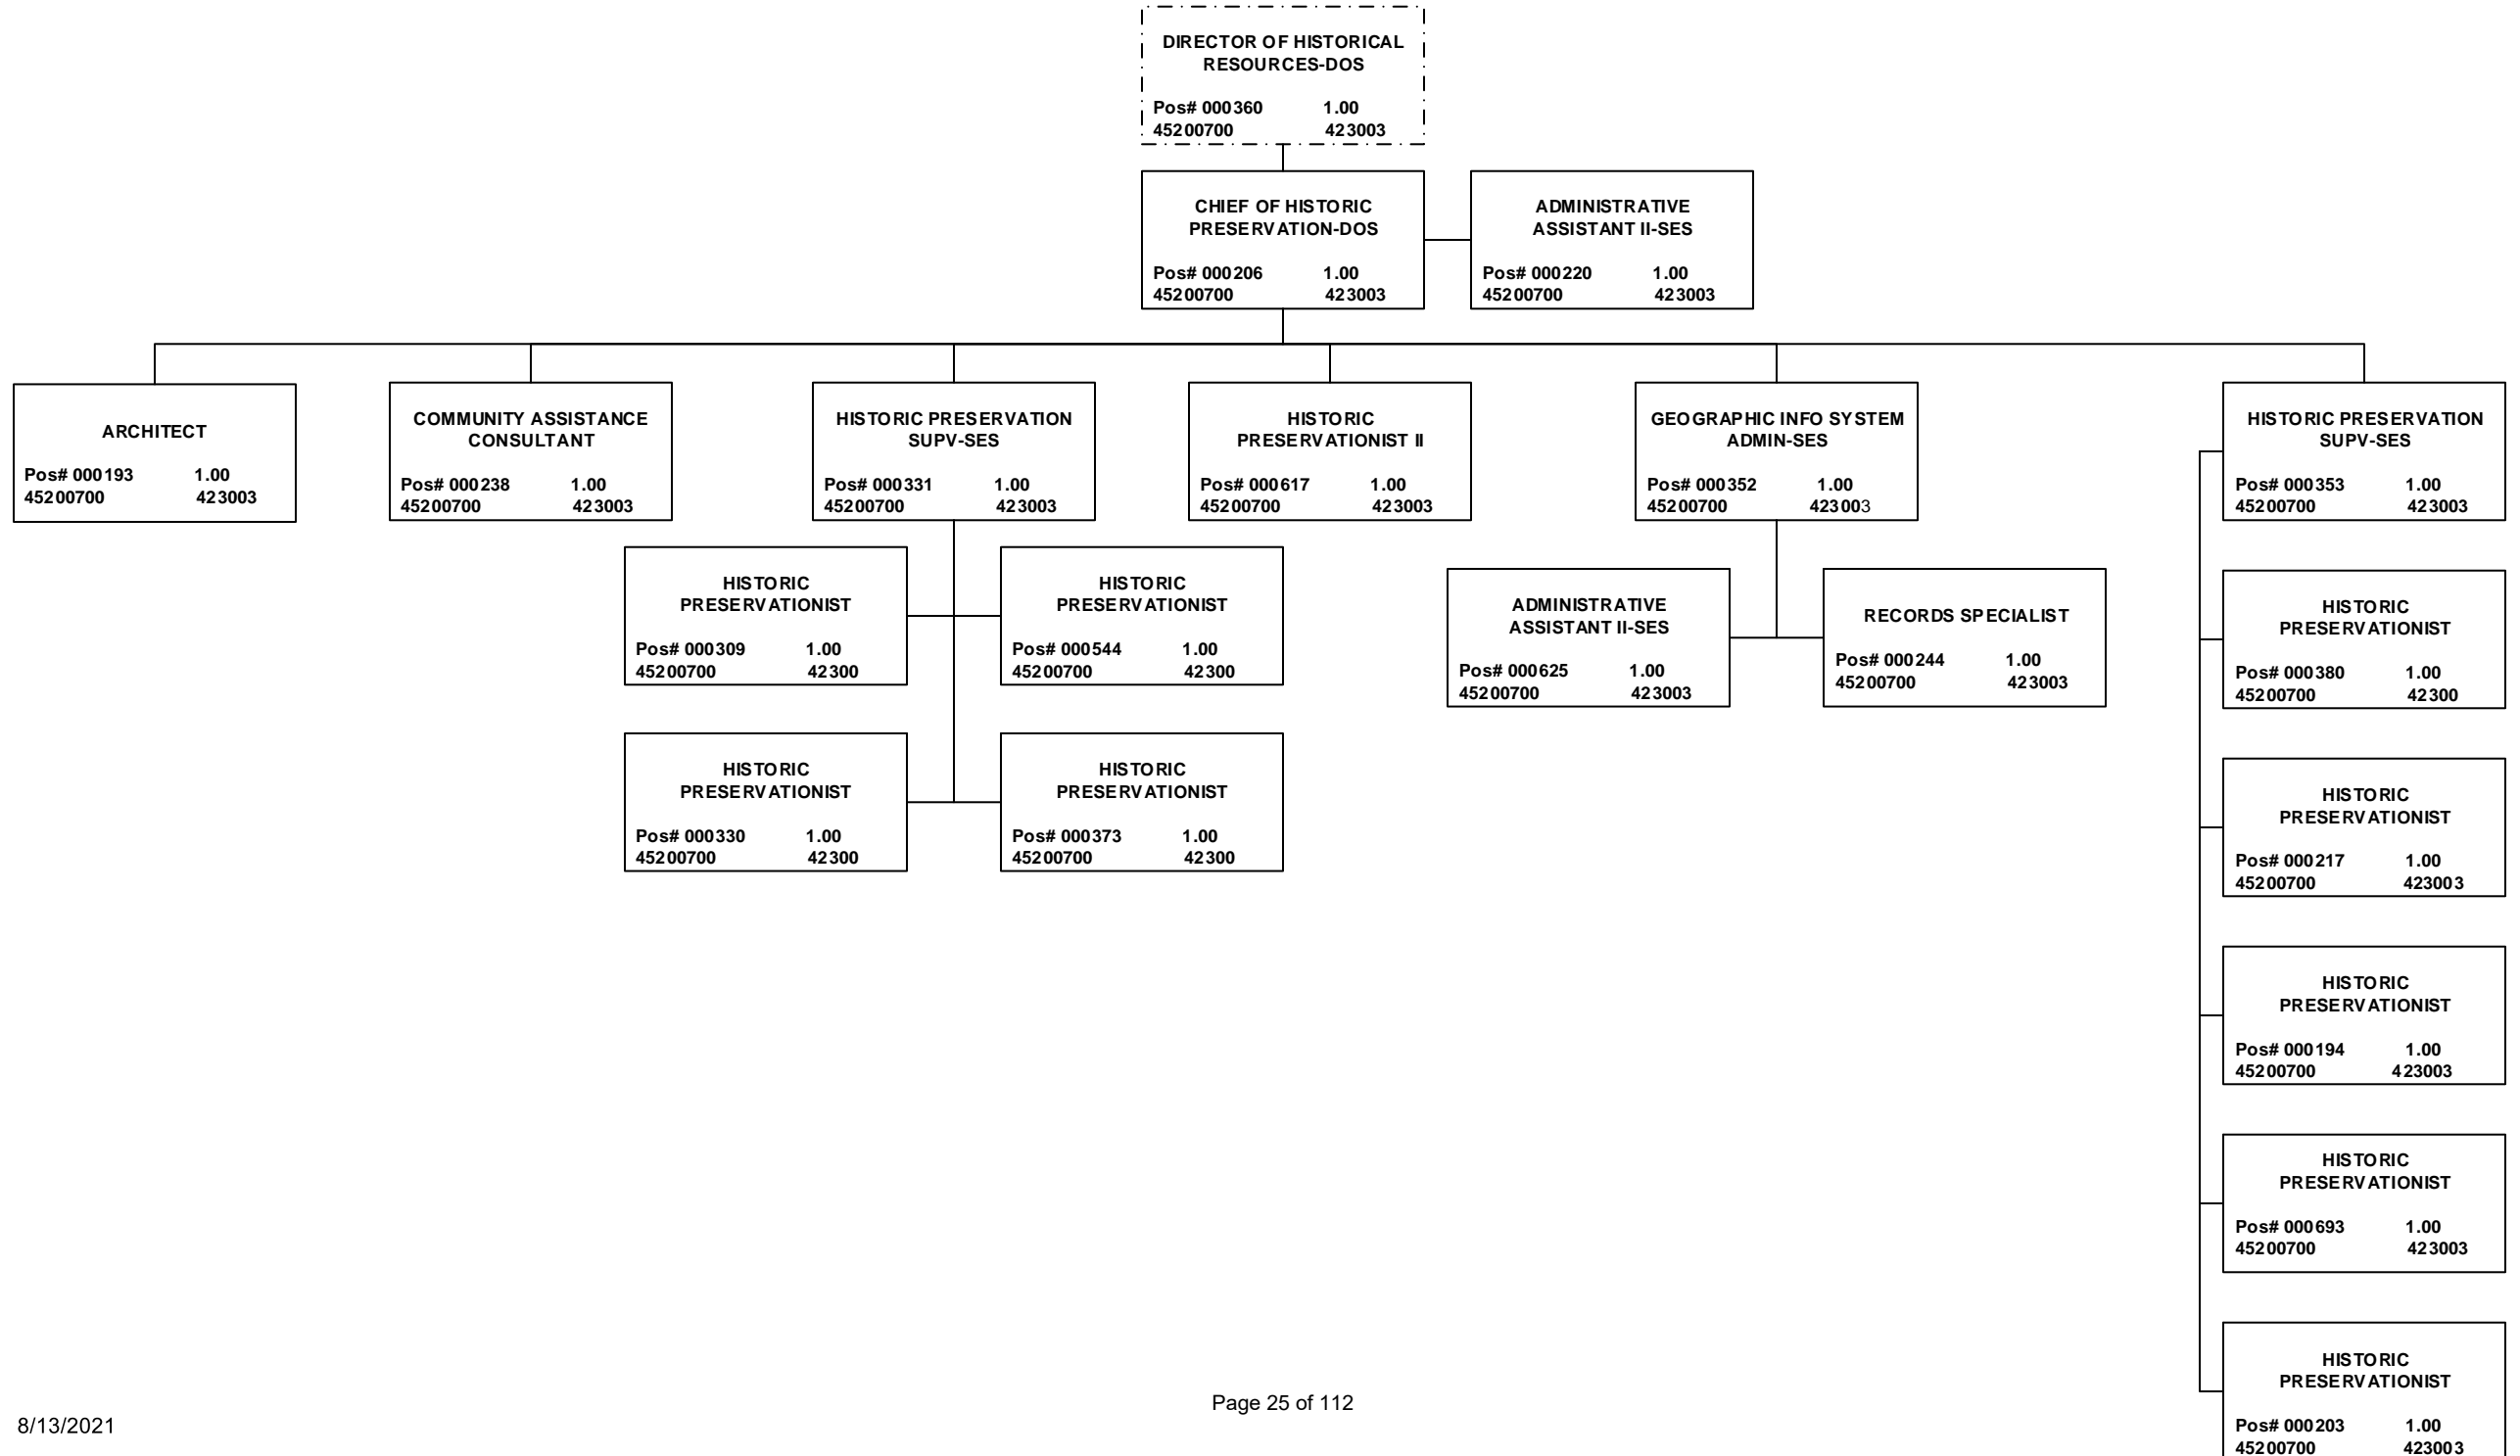 DIRECTOR OF HISTORICAL
RESOURCES-DOS
Pos# 000360 1.00
45200700 423003
CHIEF OF HISTORIC
PRESERVATION-DOS
Pos# 000206 1.00
45200700 423003
ADMINISTRATIVE
ASSISTANT II-SES
Pos# 000220 1.00
45200700 423003
ARCHITECT
Pos# 000193 1.00
45200700 423003
COMMUNITY ASSISTANCE
CONSULTANT
Pos# 000238 1.00
45200700 423003
HISTORIC PRESERVATION
SUPV-SES
Pos# 000331 1.00
45200700 423003
HISTORIC
PRESERVATIONIST II
Pos# 000617 1.00
45200700 423003
GEOGRAPHIC INFO SYSTEM
ADMIN-SES
Pos# 000352 1.00
45200700 423003
HISTORIC PRESERVATION
SUPV-SES
Pos# 000353 1.00
45200700 423003
HISTORIC
PRESERVATIONIST
Pos# 000309 1.00
45200700 42300
HISTORIC
PRESERVATIONIST
Pos# 000544 1.00
45200700 42300
HISTORIC
PRESERVATIONIST
Pos# 000330 1.00
45200700 42300
HISTORIC
PRESERVATIONIST
Pos# 000373 1.00
45200700 42300
ADMINISTRATIVE
ASSISTANT II-SES
Pos# 000625 1.00
45200700 423003
RECORDS SPECIALIST
Pos# 000244 1.00
45200700 423003
HISTORIC
PRESERVATIONIST
Pos# 000380 1.00
45200700 42300
HISTORIC
PRESERVATIONIST
Pos# 000217 1.00
45200700 423003
HISTORIC
PRESERVATIONIST
Pos# 000194 1.00
45200700 423003
HISTORIC
PRESERVATIONIST
Pos# 000693 1.00
45200700 423003
HISTORIC
PRESERVATIONIST
Pos# 000203 1.00
45200700 423003
Page 25 of 112
8/13/2021